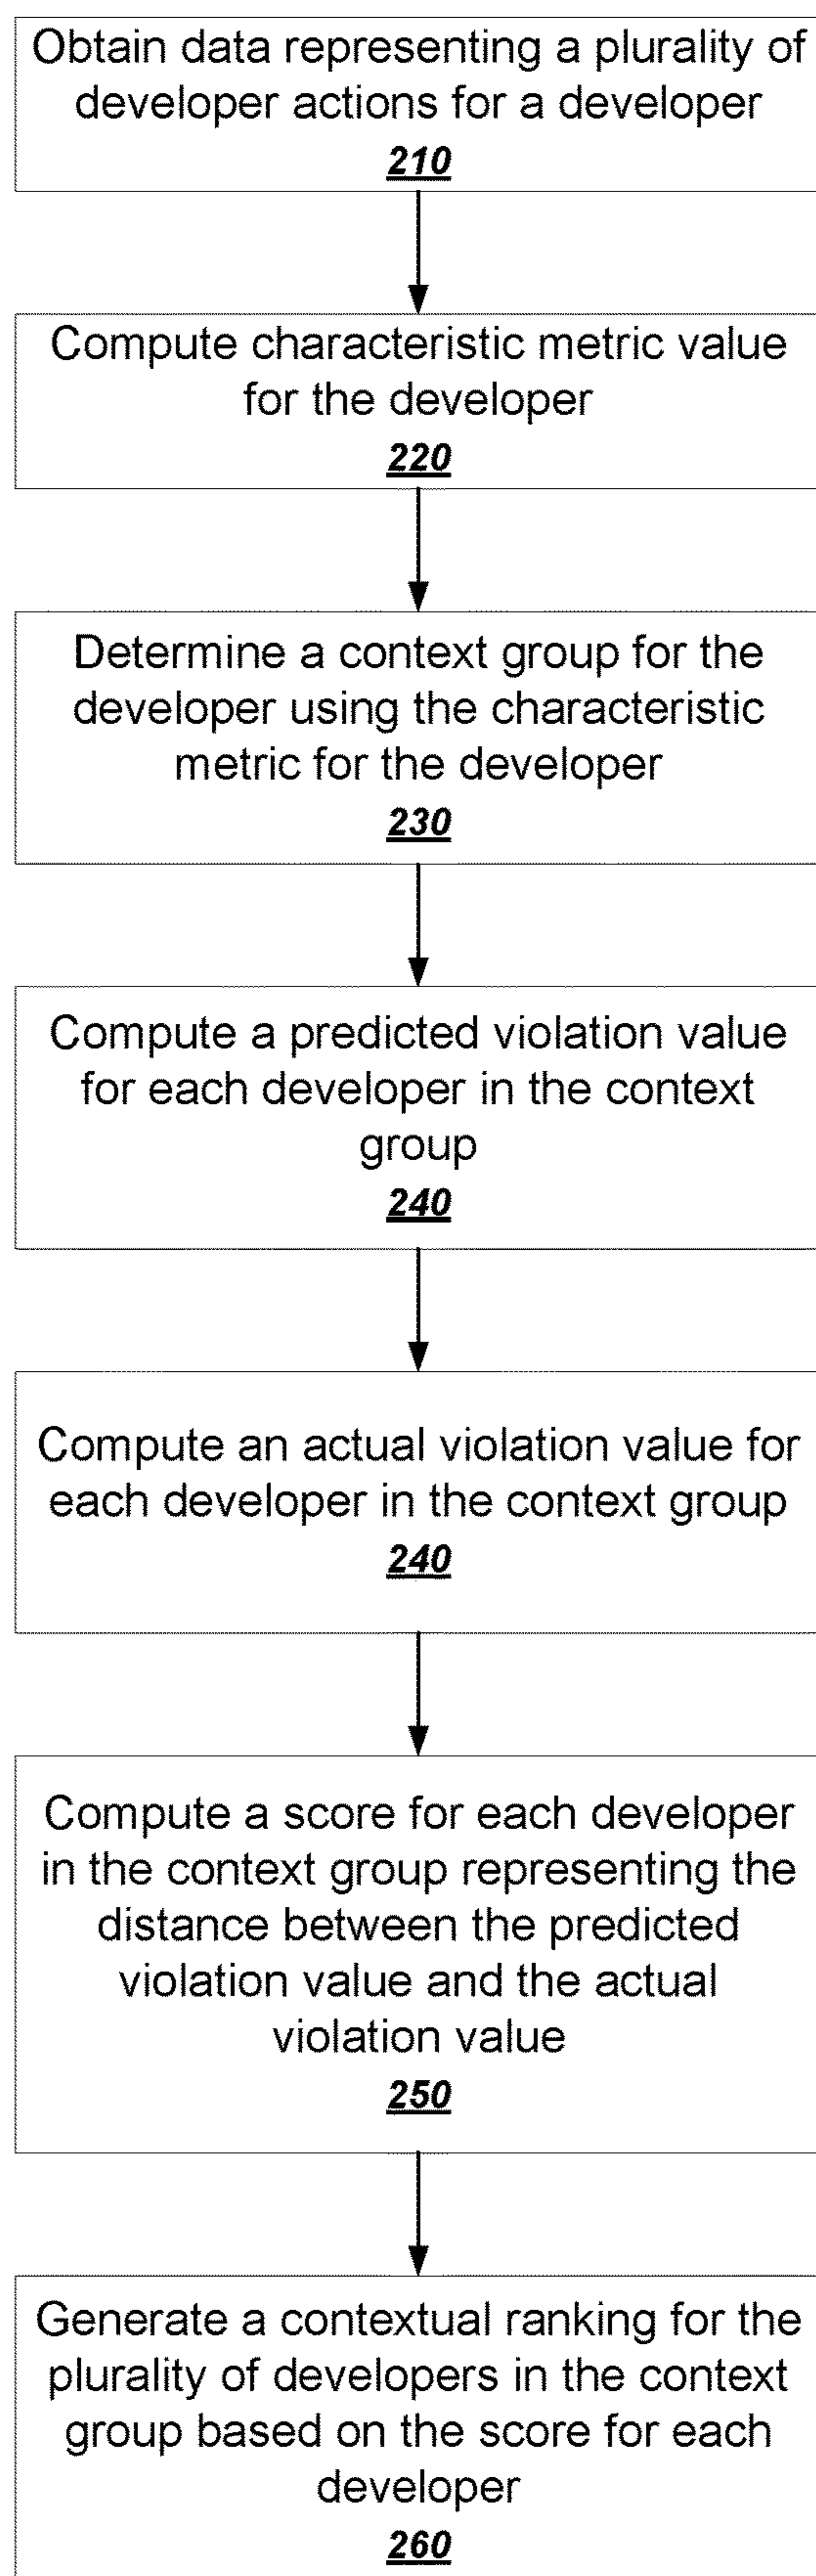 Obtain data representing a plurality of
developer actions for a developer
210
Compute characteristic metric value
for the developer
220
Determine a context group for the
developer using the characteristic
metric for the developer
230
Compute a predicted violation value
for each developer in the context
group
240
Compute an actual violation value for
each developer in the context group
240
Compute a score for each developer
in the context group representing the
distance between the predicted
violation value and the actual
violation value
250
Generate a contextual ranking for the
plurality of developers in the context
group based on the score for each
developer
260